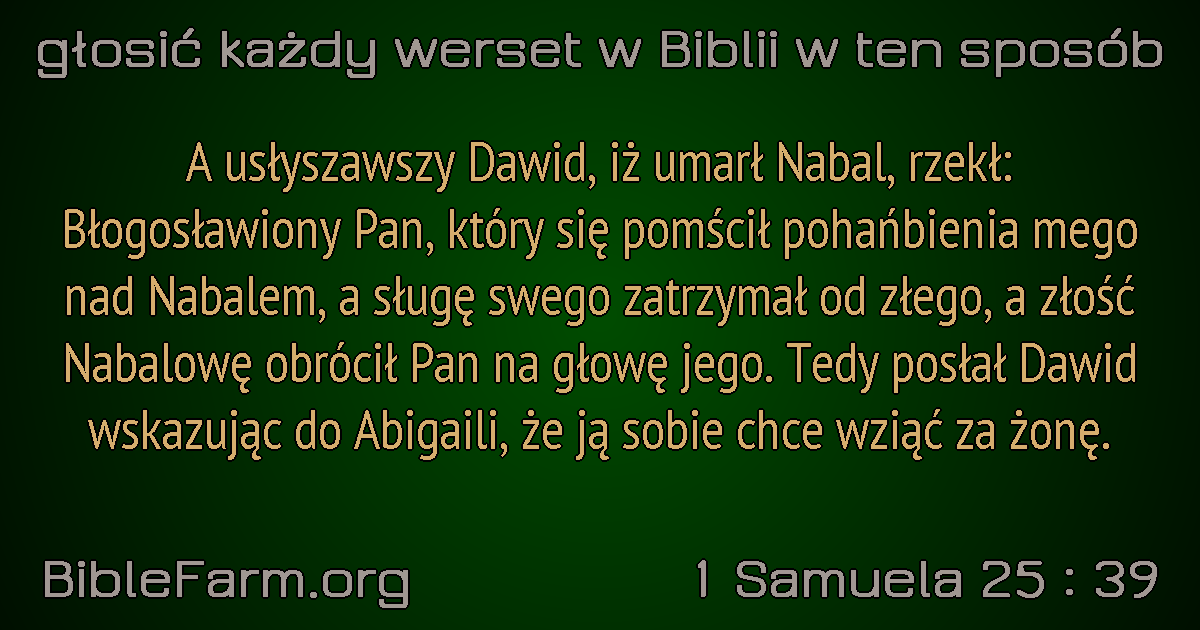 głosić każdy werset w Biblii w ten sposób
A usłyszawszy Dawid, iż umarł Nabal, rzekł:
Błogosławiony Pan, który się pomścił pohańbienia mego
nad Nabalem, a sługę swego zatrzymał od złego, a złość
Nabalowę obrócił Pan na głowę jego. Tedy posłał Dawid
wskazując do Abigaili, że ją sobie chce wziąć za żonę.
BibleFarm.org
1 Samuela 25 : 39